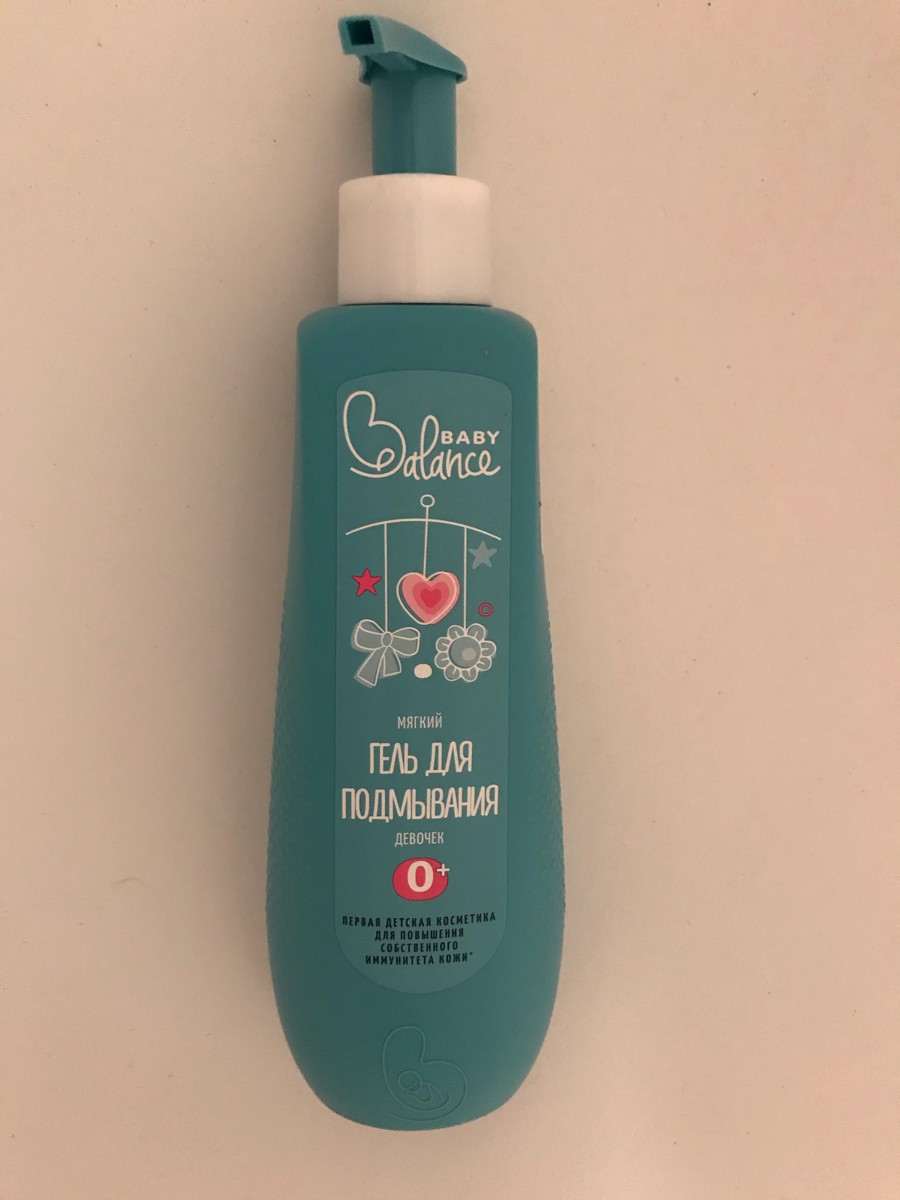 BABY
Balance
МЯГКИЙ
ГЕЛЬ ДЛЯ
ПОДМЫВАНИЯ
ДЕВОЧЕК
0+
ПЕРВАЯ ДЕТСКАЯ КОСМЕТИКА
ДЛЯ ПОВЫШЕНИЯ
СОБСТВЕННОГО
ИММУНИТЕТА КОЖИ*